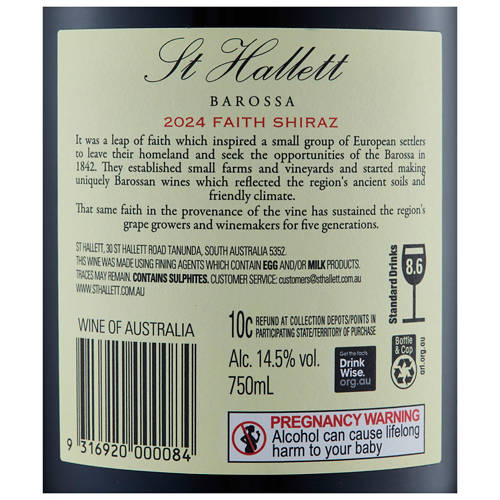 St Hallett
BAROSSA
2024 FAITH SHIRAZ
It was a leap of faith which inspired a small group of European settlers
to leave their homeland and seek the opportunities of the Barossa in
1842. They established small farms and vineyards and started making
uniquely Barossan wines which reflected the region's ancient soils and
friendly climate.
That same faith in the provenance of the vine has sustained the region's
grape growers and winemakers for five generations.
ST HALLETT, 30 ST HALLETT ROAD TANUNDA, SOUTH AUSTRALIA 5352.
THIS WINE WAS MADE USING FINING AGENTS WHICH CONTAIN EGG AND/OR MILK PRODUCTS.
TRACES MAY REMAIN. CONTAINS SULPHITES. CUSTOMER SERVICE: customers@sthallett.com.au
WWW.STHALLETT.COM.AU
Standard Drinks
8.6
WINE OF AUSTRALIA
10c REFUND AT COLLECTION DEPOTS/POINTS IN
PARTICIPATING STATE/TERRITORY OF PURCHASE
Alc. 14.5% vol.
750mL
Get the facts
Drink
Wise.
org.au
Bottle
& Cap
arl.org.au
9 316920 000084
PREGNANCY WARNING
Alcohol can cause lifelong
harm to your baby